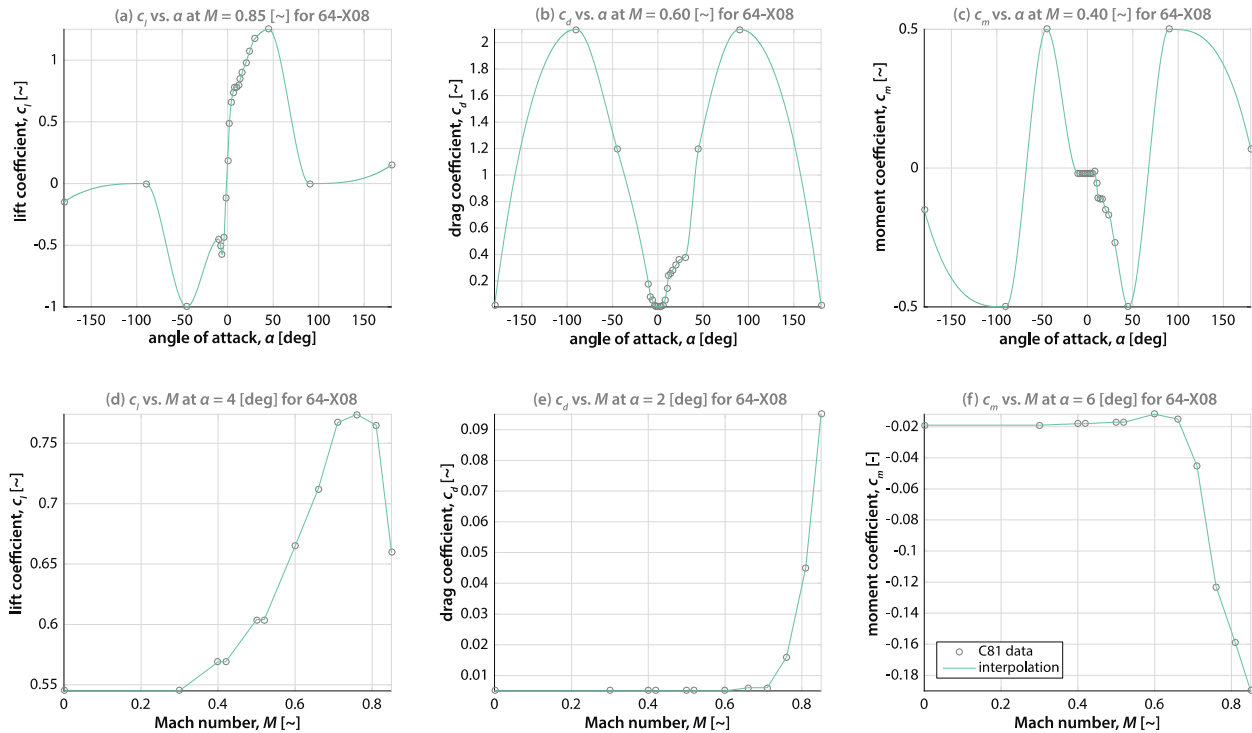 (a) c_l vs. α at M = 0.85 [~] for 64-X08
lift coefficient, c_l [~]
1
0.5
0
-0.5
-1
-150 -100 -50 0 50 100 150
angle of attack, α [deg]
(b) c_d vs. α at M = 0.60 [~] for 64-X08
drag coefficient, c_d [~]
2
1.8
1.6
1.4
1.2
1
0.8
0.6
0.4
0.2
-150 -100 -50 0 50 100 150
angle of attack, α [deg]
(c) c_m vs. α at M = 0.40 [~] for 64-X08
moment coefficient, c_m [~]
0.5
0
-0.5
-150 -100 -50 0 50 100 150
angle of attack, α [deg]
(d) c_l vs. M at α = 4 [deg] for 64-X08
lift coefficient, c_l [~]
0.75
0.7
0.65
0.6
0.55
0 0.2 0.4 0.6 0.8
Mach number, M [~]
(e) c_d vs. M at α = 2 [deg] for 64-X08
drag coefficient, c_d [~]
0.09
0.08
0.07
0.06
0.05
0.04
0.03
0.02
0.01
0 0.2 0.4 0.6 0.8
Mach number, M [~]
(f) c_m vs. M at α = 6 [deg] for 64-X08
moment coefficient, c_m [-]
-0.02
-0.04
-0.06
-0.08
-0.1
-0.12
-0.14
-0.16
-0.18
C81 data
interpolation
0 0.2 0.4 0.6 0.8
Mach number, M [~]